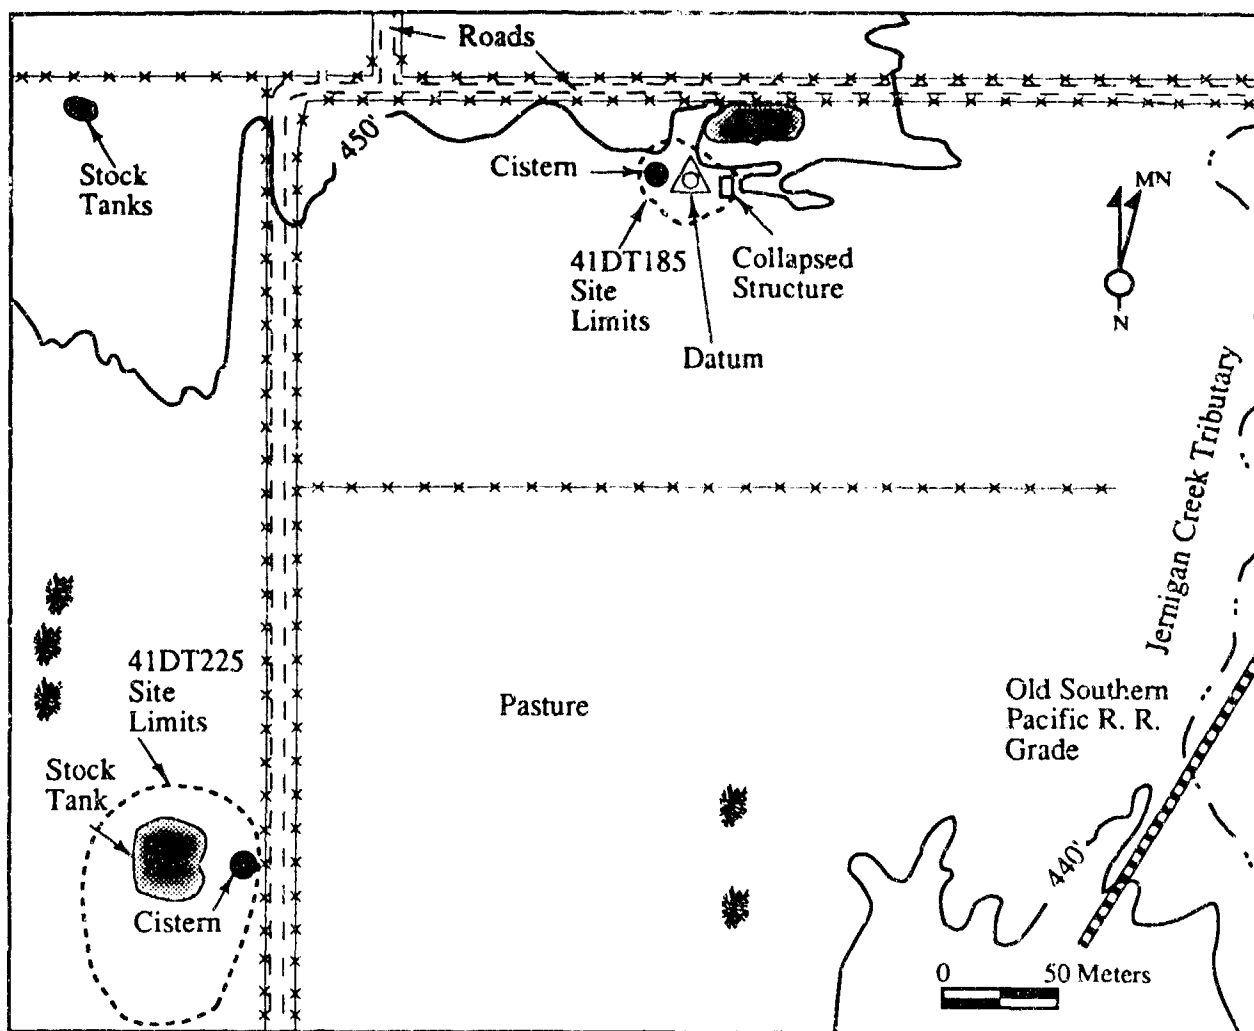 Roads
450'
Stock
Tanks
Cistern
MN
N
41DT185
Site
Limits
Collapsed
Structure
Datum
Jernigan Creek Tributary
41DT225
Site
Limits
Pasture
Old Southern
Pacific R. R.
Grade
Stock
Tank
Cistern
440'
0 50 Meters